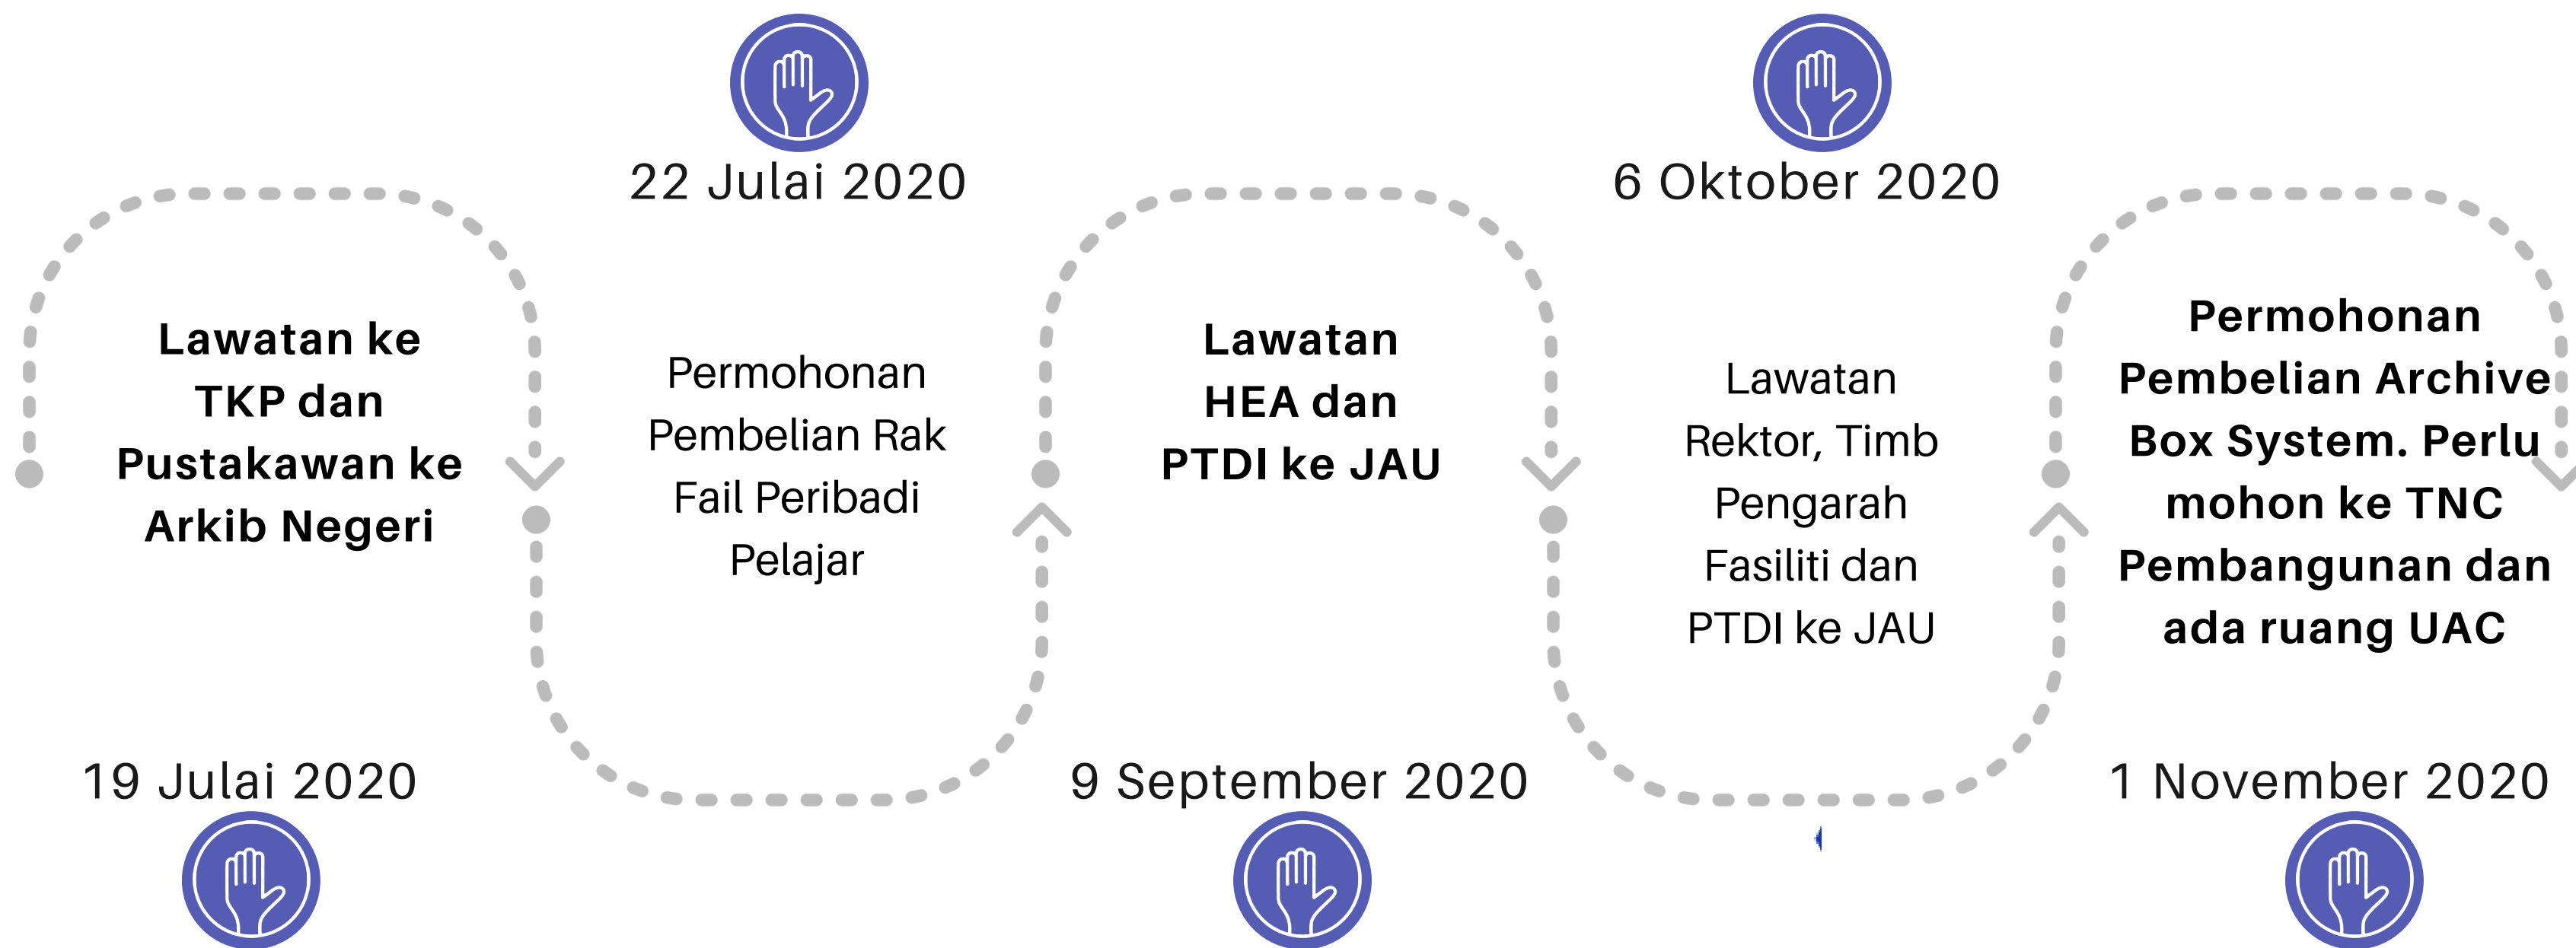 Lawatan ke
TKP dan
Pustakawan ke
Arkib Negeri
19 Julai 2020
22 Julai 2020
Permohonan
Pembelian Rak
Fail Peribadi
Pelajar
Lawatan
HEA dan
PTDI ke JAU
9 September 2020
6 Oktober 2020
Lawatan
Rektor, Timb
Pengarah
Fasiliti dan
PTDI ke JAU
Permohonan
Pembelian Archive
Box System. Perlu
mohon ke TNC
Pembangunan dan
ada ruang UAC
1 November 2020